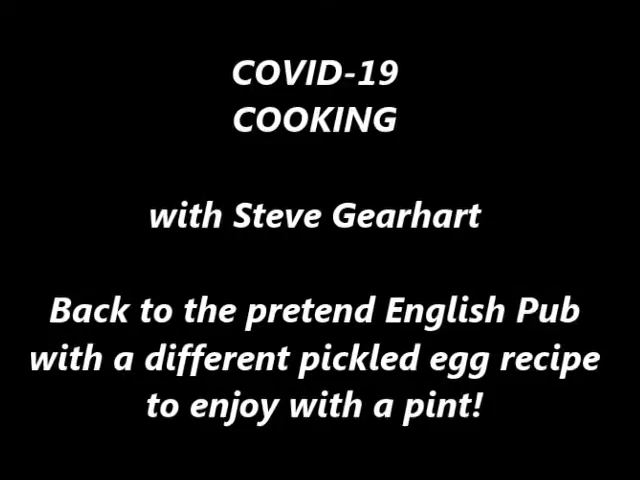 COVID-19
COOKING
with Steve Gearhart
Back to the pretend English Pub
with a different pickled egg recipe
to enjoy with a pint!